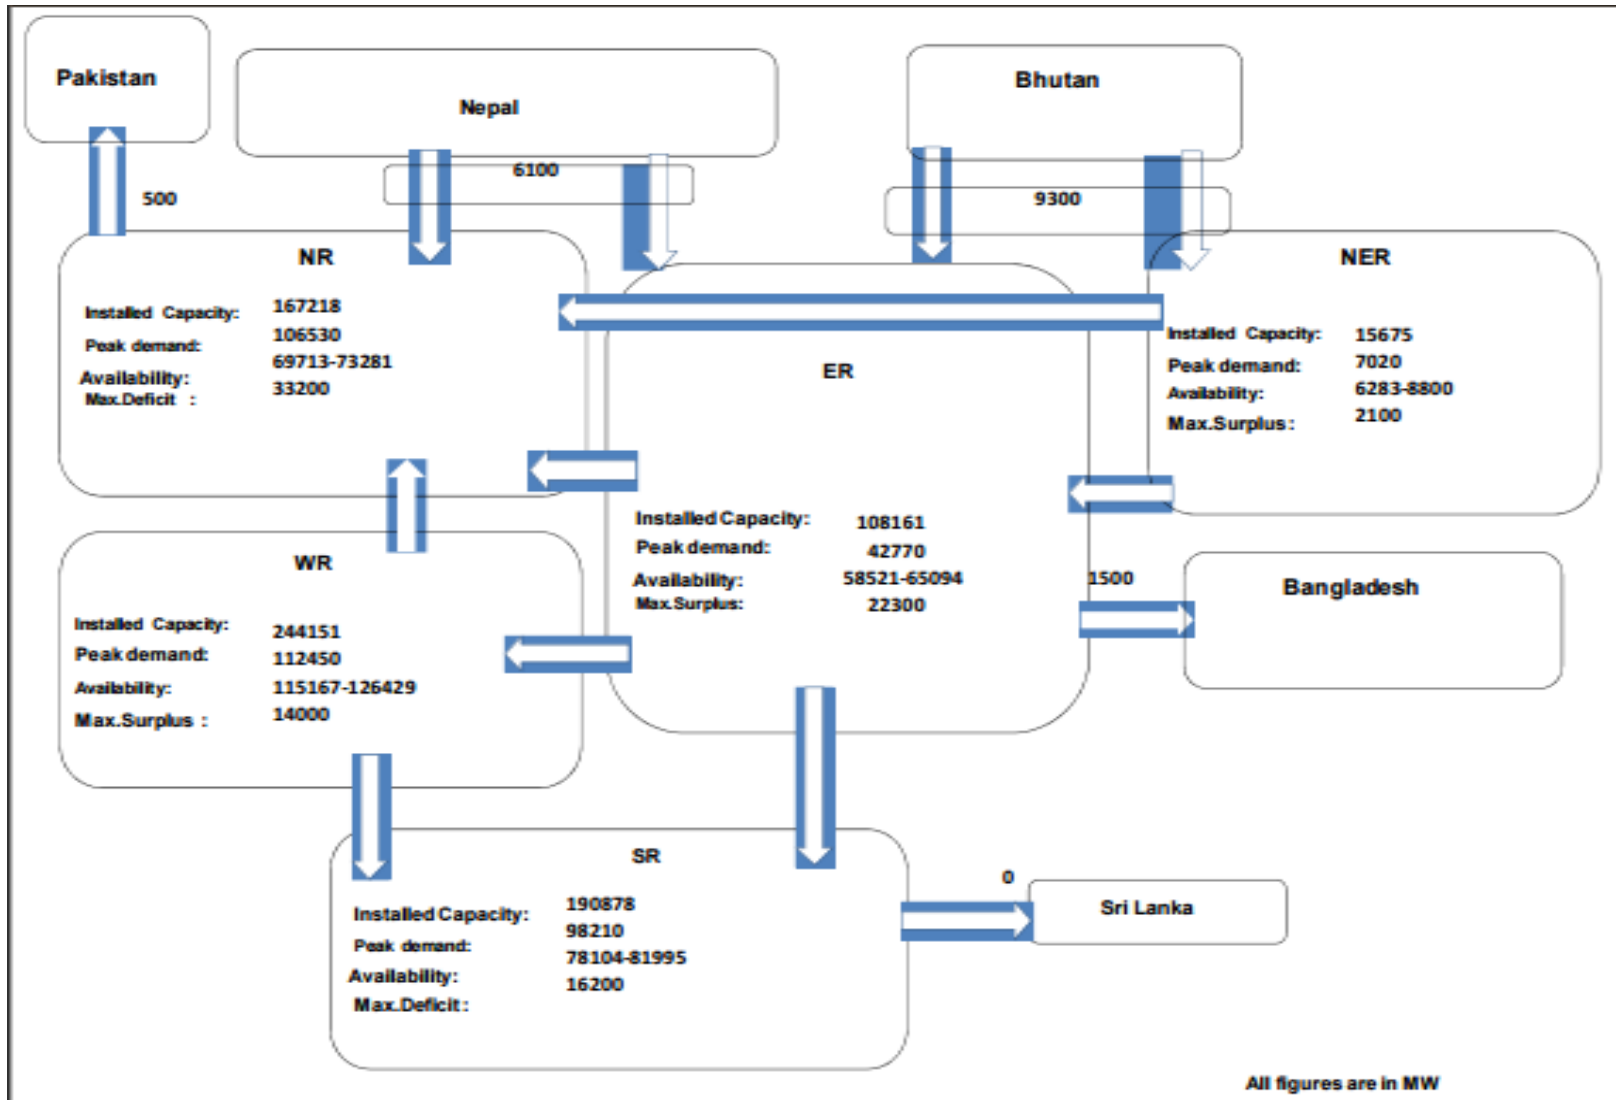 Pakistan
Nepal
Bhutan
500
6100
9300
NR
Installed Capacity: 167218
Peak demand: 106530
Availability: 69713-73281
Max.Deficit : 33200
NER
Installed Capacity: 15675
Peak demand: 7020
Availability: 6283-8800
Max.Surplus : 2100
ER
Installed Capacity: 108161
Peak demand: 42770
Availability: 58521-65094
Max.Surplus: 22300
1500
Bangladesh
WR
Installed Capacity: 244151
Peak demand: 112450
Availability: 115167-126429
Max.Surplus : 14000
SR
Installed Capacity: 190878
Peak demand: 98210
Availability: 78104-81995
Max.Deficit : 16200
0
Sri Lanka
All figures are in MW